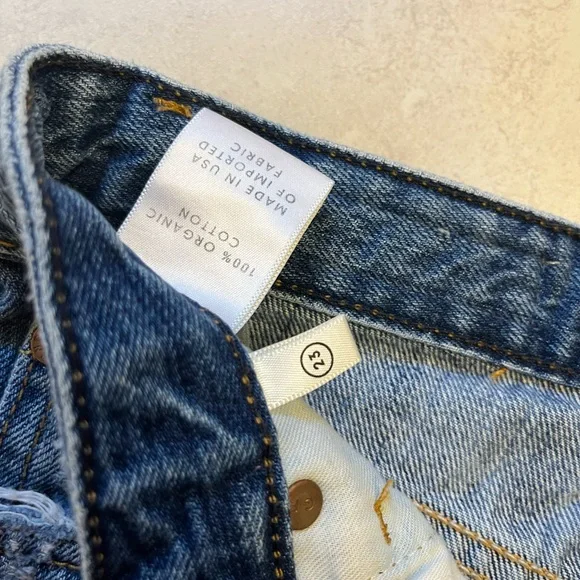 MADE IN USA
OF IMPORTED
FABRIC
100% ORGANIC
COTTON
23